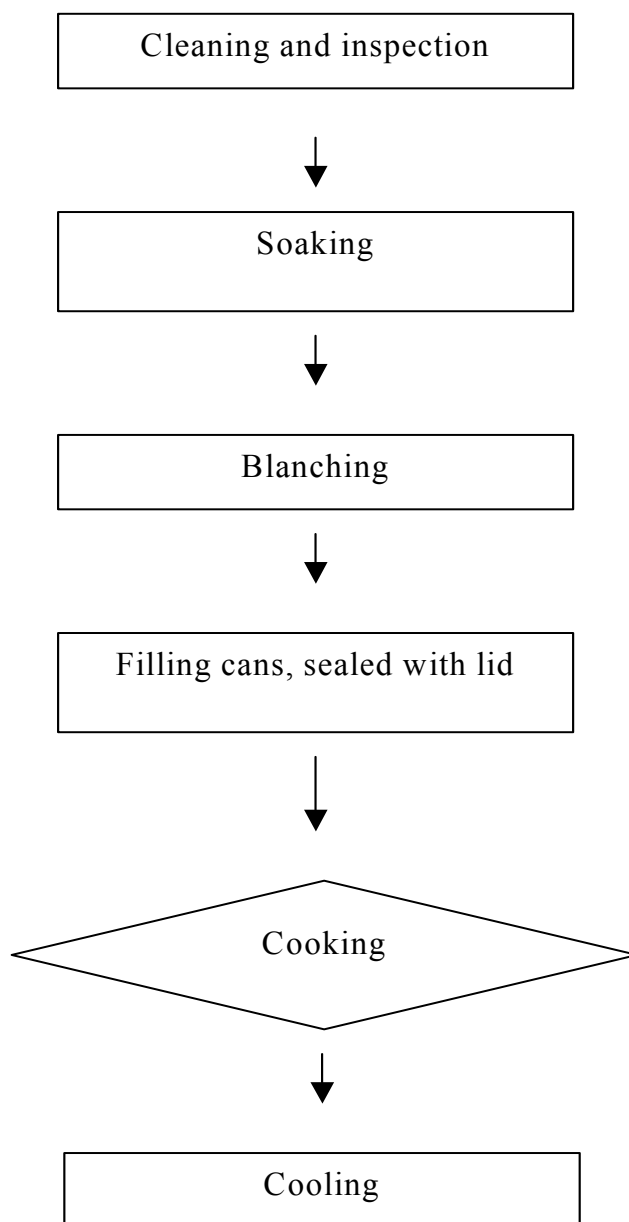 Cleaning and inspection
Soaking
Blanching
Filling cans, sealed with lid
Cooking
Cooling